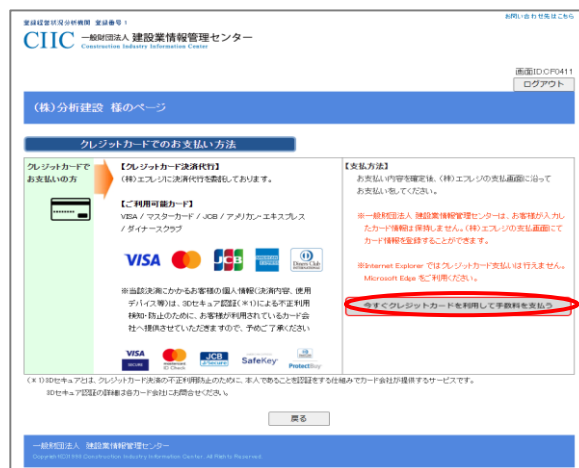 登録経営状況分析機関 登録番号1
お問い合わせ先はこちら
CIIC 一般財団法人 建設業情報管理センター
Construction Industry Information Center
画面ID:CF0411
ログアウト
(株)分析建設 様のページ
クレジットカードでのお支払い方法
クレジットカードで
お支払いの方
【クレジットカード決済代行】
(株)エフレジに決済代行を委託しております。
【ご利用可能カード】
VISA / マスターカード / JCB / アメリカン・エキスプレス
/ ダイナースクラブ
VISA
JCB
Diners Club
INTERNATIONAL
※当該決済にかかるお客様の個人情報(決済内容、使用
デバイス等)は、3Dセキュア認証(*1)による不正利用
検知・防止のために、お客様が利用されているカード会
社へ提供させていただきますので、予めご了承ください
VISA
SECURE
ID Check
JCB
J/Secure
SafeKey
ProtectBuy
【支払方法】
お支払い内容を確定後、(株)エフレジの支払画面に沿って
お支払いをしてください。
※一般財団法人 建設業情報管理センターは、お客様が入力し
たカード情報は保持しません。(株)エフレジの支払画面にて
カード情報を登録することができます。
※Internet Explorer ではクレジットカード支払いは行えません。
Microsoft Edge をご利用ください。
今すぐクレジットカードを利用して手数料を支払う
(*1)3Dセキュアとは、クレジットカード決済の不正利用防止のために、本人であることを認証をする仕組みでカード会社が提供するサービスです。
3Dセキュア認証の詳細は各カード会社にお問合せください。
戻る
一般財団法人 建設業情報管理センター
Copyright(C)1998 Construction Industry Information Center, All Rights Reserved.